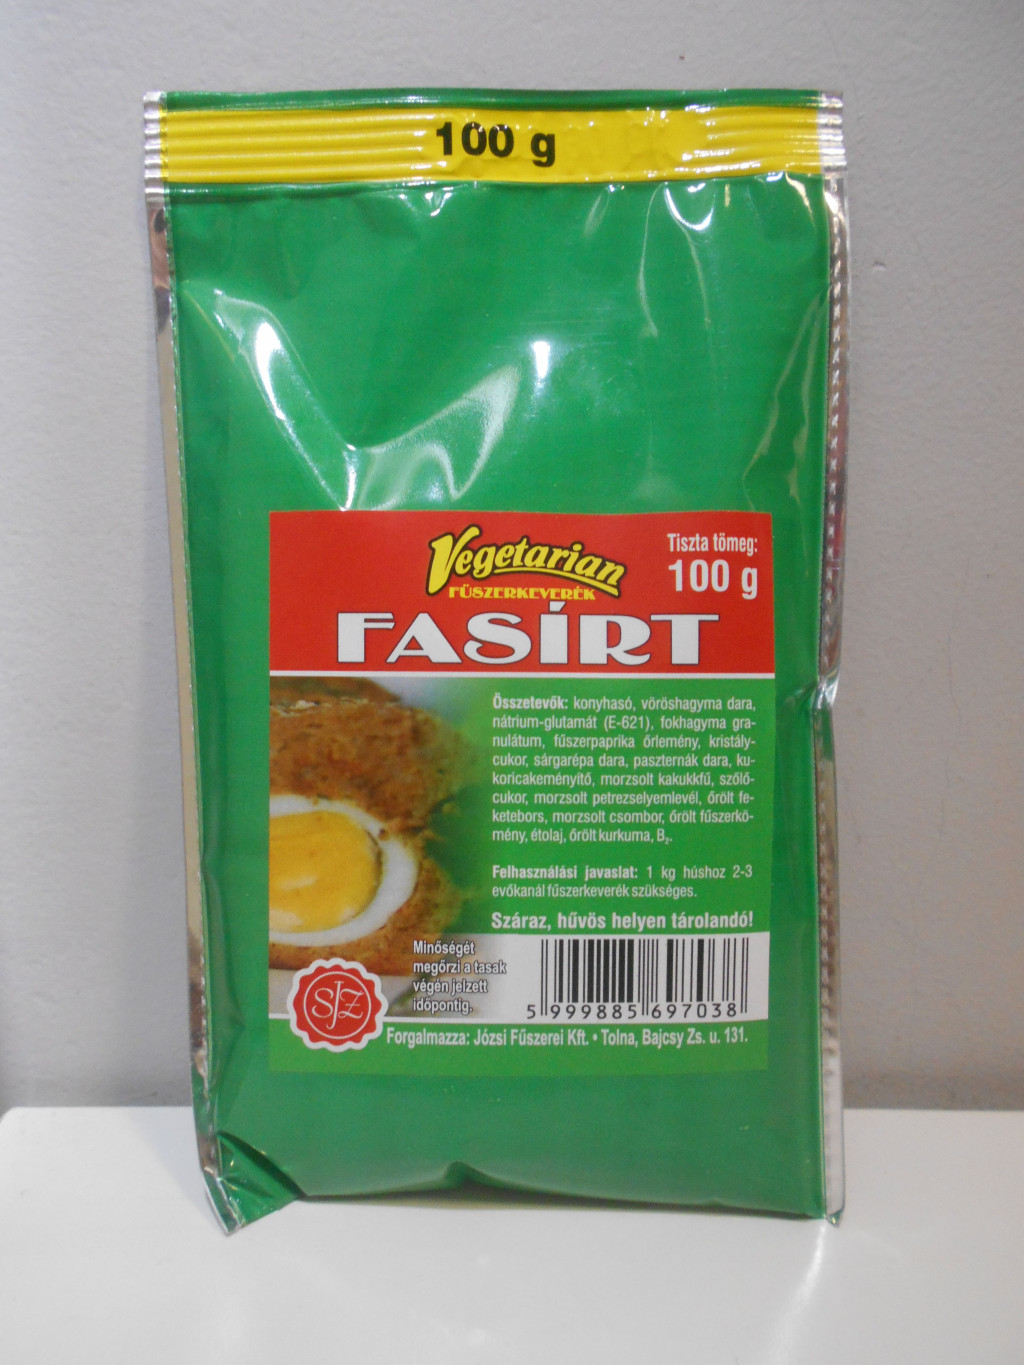 100 g
Vegetarian
FŰSZERKEVERÉK
FASÍRT
Tiszta tömeg:
100 g
Összetevők: konyhasó, vöröshagyma dara,
nátrium-glutamát (E-621), fokhagyma gra-
nulátum, fűszerpaprika őrlemény, kristály-
cukor, sárgarépa dara, paszternák dara, ku-
koricakeményítő, morzsolt kakukkfű, szőlő-
cukor, morzsolt petrezselyemlevél, őrölt fe-
ketebors, morzsolt csombor, őrölt fűszerkö-
mény, étolaj, őrölt kurkuma, B₂.
Felhasználási javaslat: 1 kg húshoz 2-3
evőkanál fűszerkeverék szükséges.
Száraz, hűvös helyen tárolandó!
Minőségét
megőrzi a tasak
végén jelzett
időpontig.
5 999885 697038
SJZ
Forgalmazza: Józsi Fűszerei Kft. • Tolna, Bajcsy Zs. u. 131.